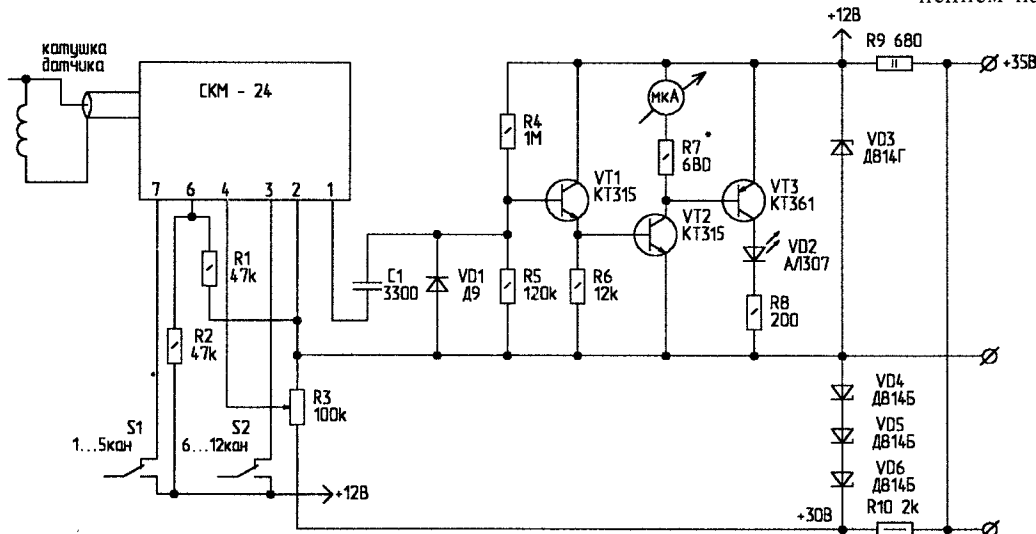 +12В
R9 680
+35В
катушка
датчика
СКМ - 24
7 6 4 3 2 1
R4
1М
мкА
R7
680
VD3
Д814Г
VT1
КТ315
VT2
КТ315
VT3
КТ361
VD2
АЛ307
R1
47k
C1
3300
VD1
Д9
R5
120k
R6
12k
R8
200
R2
47k
R3
100k
S1
1...5кан
S2
6...12кан
+12В
VD4
Д814Б
VD5
Д814Б
VD6
Д814Б
+30В
R10 2k